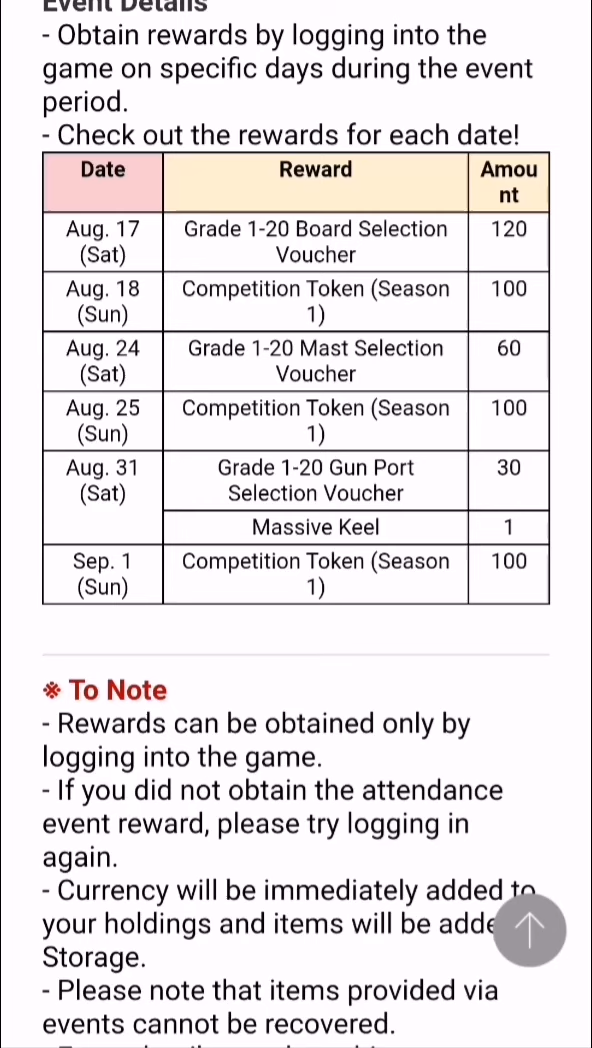 Event Details
- Obtain rewards by logging into the
game on specific days during the event
period.
- Check out the rewards for each date!
Date Reward Amou
nt
Aug. 17 Grade 1-20 Board Selection 120
(Sat) Voucher
Aug. 18 Competition Token (Season 100
(Sun) 1)
Aug. 24 Grade 1-20 Mast Selection 60
(Sat) Voucher
Aug. 25 Competition Token (Season 100
(Sun) 1)
Aug. 31 Grade 1-20 Gun Port 30
(Sat) Selection Voucher
Massive Keel 1
Sep. 1 Competition Token (Season 100
(Sun) 1)
※ To Note
- Rewards can be obtained only by
logging into the game.
- If you did not obtain the attendance
event reward, please try logging in
again.
- Currency will be immediately added to
your holdings and items will be adde
Storage.
- Please note that items provided via
events cannot be recovered.